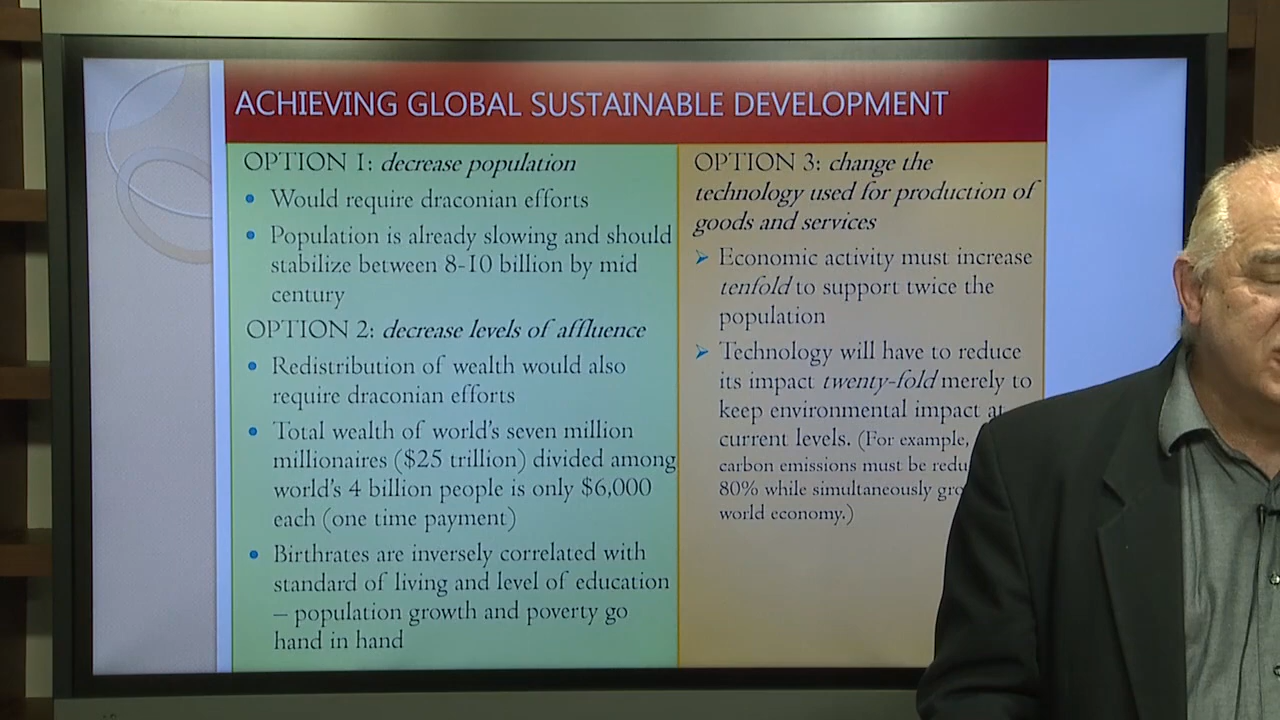 ACHIEVING GLOBAL SUSTAINABLE DEVELOPMENT
OPTION 1: decrease population
• Would require draconian efforts
• Population is already slowing and should
stabilize between 8-10 billion by mid
century
OPTION 2: decrease levels of affluence
• Redistribution of wealth would also
require draconian efforts
• Total wealth of world's seven million
millionaires ($25 trillion) divided among
world's 4 billion people is only $6,000
each (one time payment)
• Birthrates are inversely correlated with
standard of living and level of education
– population growth and poverty go
hand in hand
OPTION 3: change the
technology used for production of
goods and services
➢ Economic activity must increase
tenfold to support twice the
population
➢ Technology will have to reduce
its impact twenty-fold merely to
keep environmental impact at
current levels. (For example,
carbon emissions must be redu
80% while simultaneously gro
world economy.)